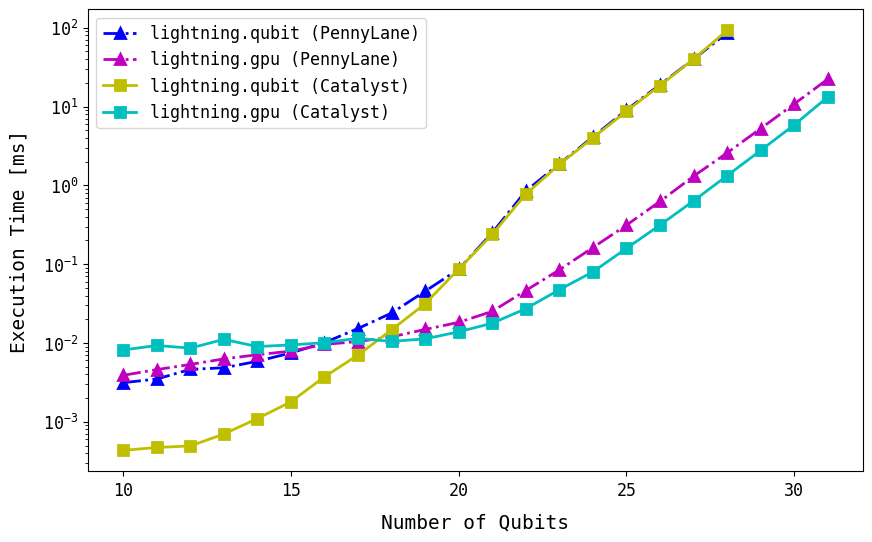 lightning.qubit (PennyLane)
lightning.gpu (PennyLane)
lightning.qubit (Catalyst)
lightning.gpu (Catalyst)
10²
10¹
10⁰
10⁻¹
10⁻²
10⁻³
Execution Time [ms]
10 15 20 25 30
Number of Qubits